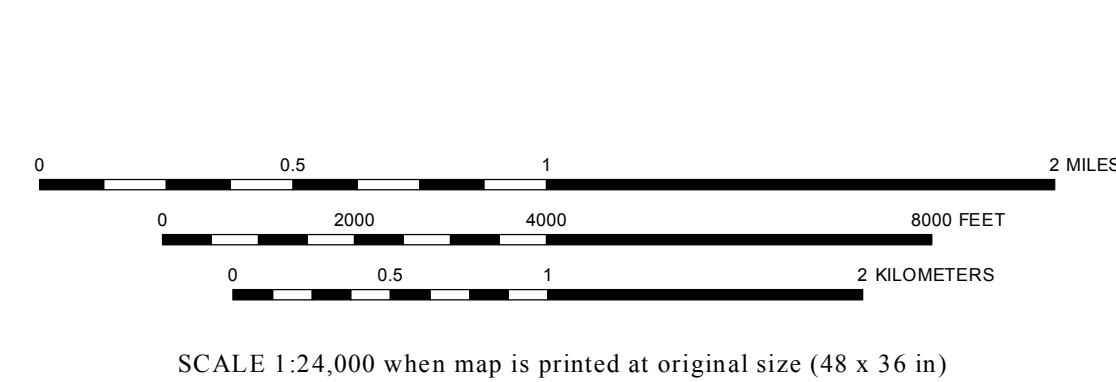 0 0.5 1 2 MILES
0 2000 4000 8000 FEET
0 0.5 1 2 KILOMETERS
SCALE 1:24,000 when map is printed at original size (48 x 36 in)